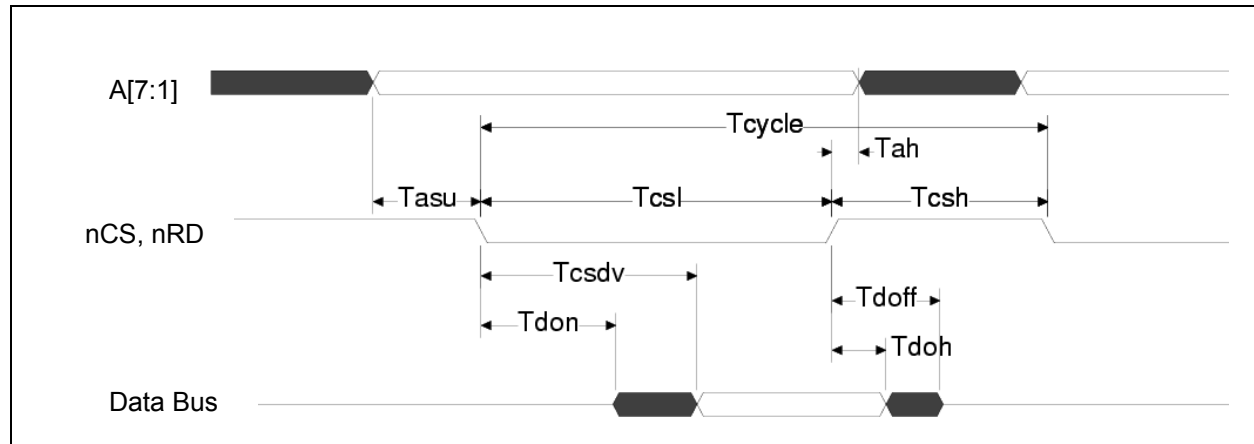 A[7:1]
Tcycle
Tah
Tasu
Tcsl
Tcsh
nCS, nRD
Tcsdv
Tdoff
Tdon
Tdoh
Data Bus